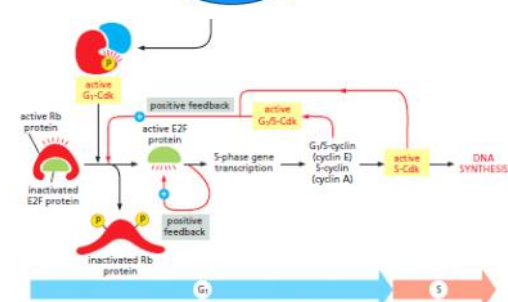 P
active
G₁-Cdk
positive feedback
active
G₁/S-Cdk
active Rb
protein
active E2F
protein
G₁/S-cyclin
(cyclin E)
S-cyclin
(cyclin A)
S-phase gene
transcription
active
S-Cdk
DNA
SYNTHESIS
inactivated
E2F protein
+
+
positive
feedback
P
P
inactivated Rb
protein
G₁
S